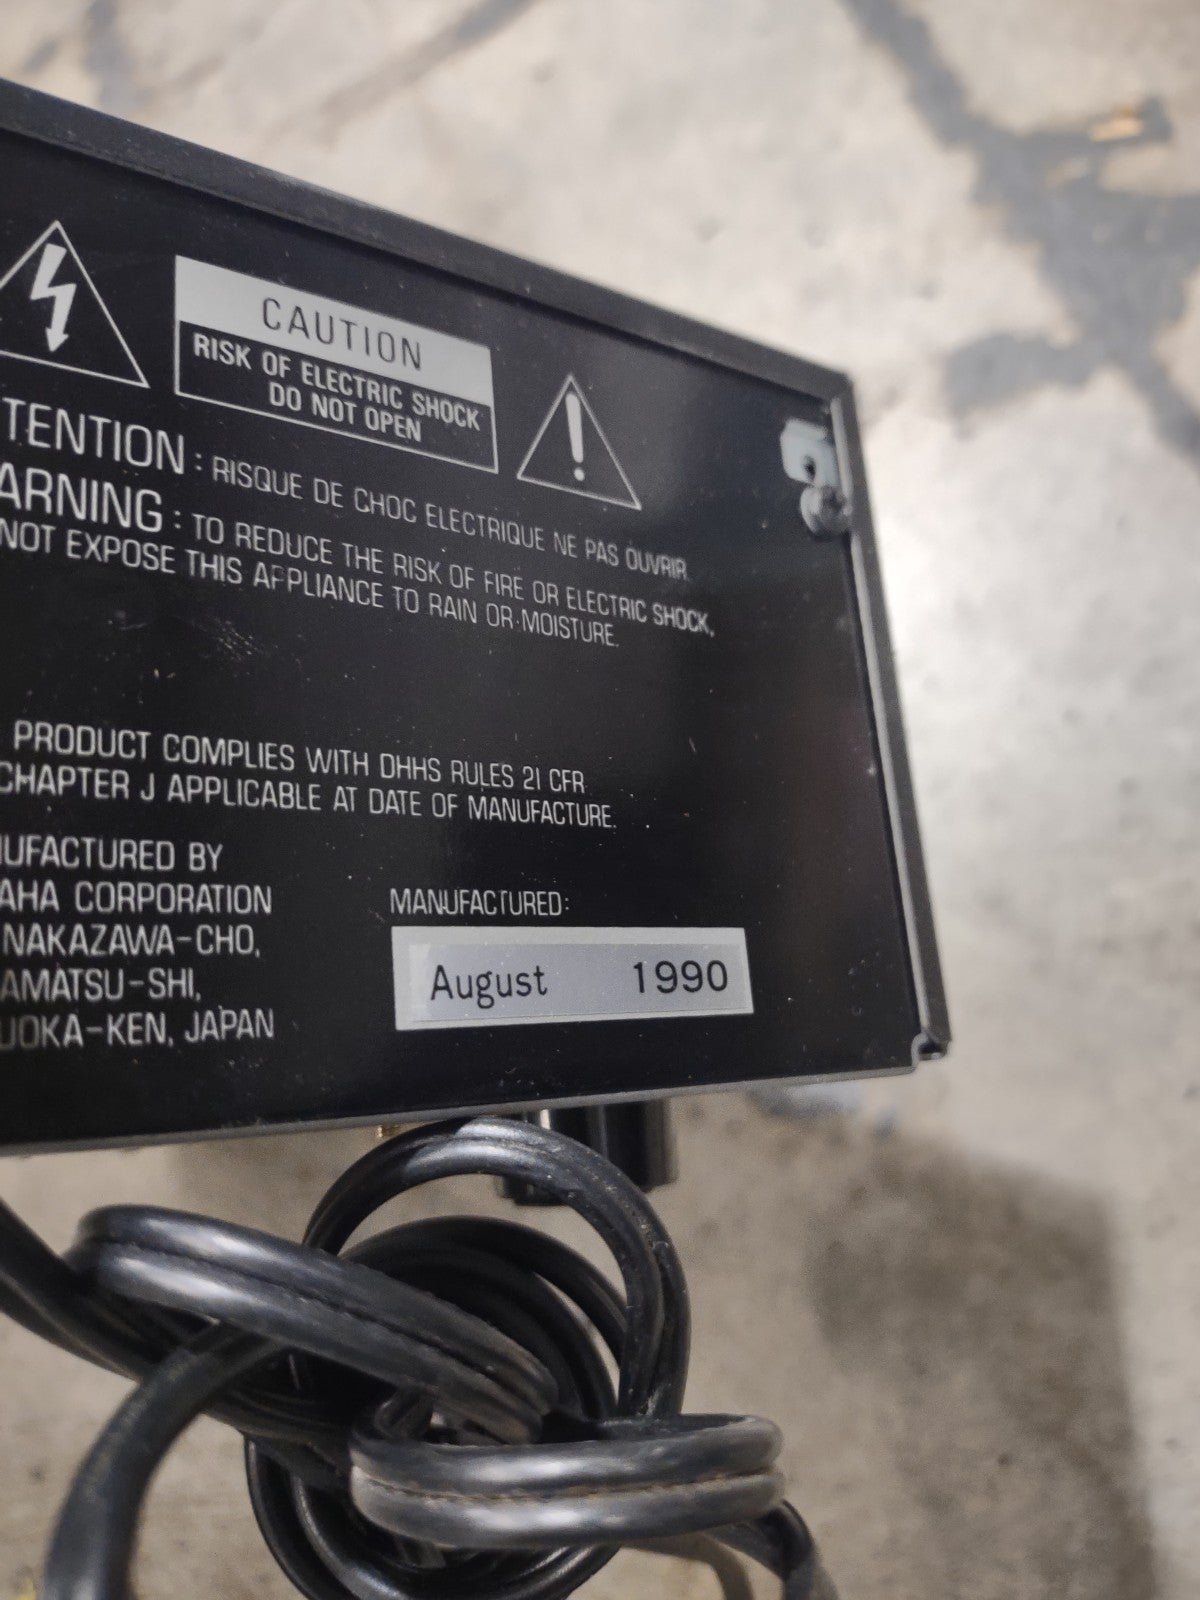 CAUTION
RISK OF ELECTRIC SHOCK
DO NOT OPEN
TENTION : RISQUE DE CHOC ELECTRIQUE NE PAS OUVRIR.
ARNING : TO REDUCE THE RISK OF FIRE OR ELECTRIC SHOCK,
NOT EXPOSE THIS APPLIANCE TO RAIN OR MOISTURE.
PRODUCT COMPLIES WITH DHHS RULES 21 CFR
CHAPTER J APPLICABLE AT DATE OF MANUFACTURE.
NUFACTURED BY
AHA CORPORATION
NAKAZAWA-CHO,
AMATSU-SHI,
UOKA-KEN, JAPAN
MANUFACTURED:
August 1990